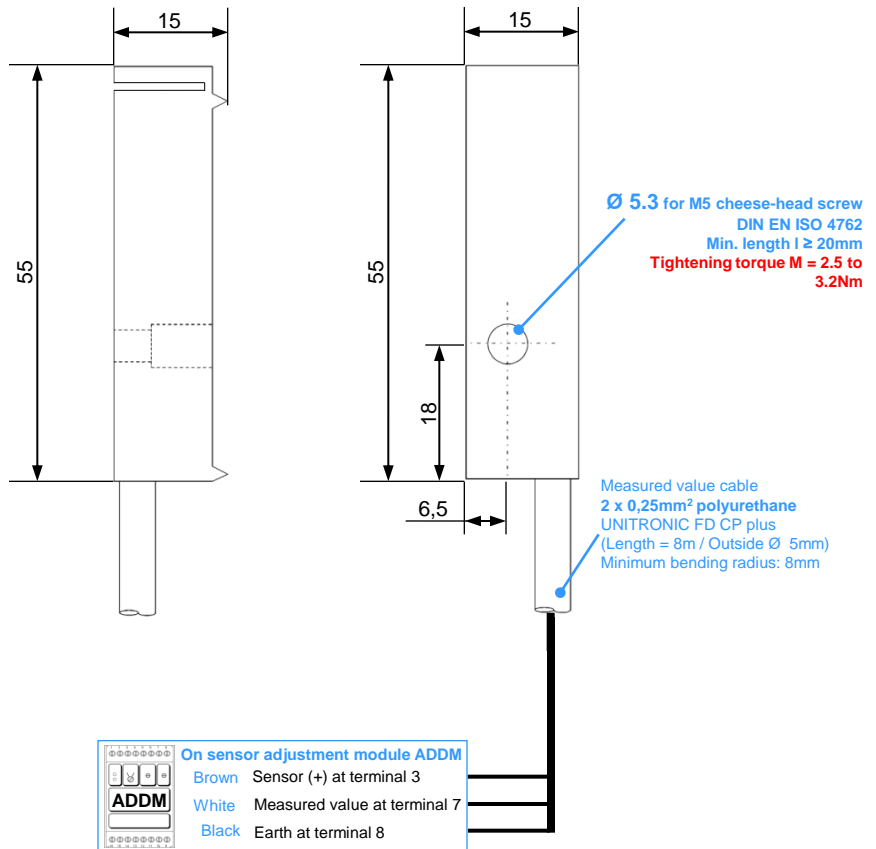 15
15
55
55
Ø 5.3 for M5 cheese-head screw
DIN EN ISO 4762
Min. length l ≥ 20mm
Tightening torque M = 2.5 to
3.2Nm
18
6,5
Measured value cable
2 x 0,25mm² polyurethane
UNITRONIC FD CP plus
(Length = 8m / Outside Ø 5mm)
Minimum bending radius: 8mm
On sensor adjustment module ADDM
Brown Sensor (+) at terminal 3
ADDM
White Measured value at terminal 7
Black Earth at terminal 8